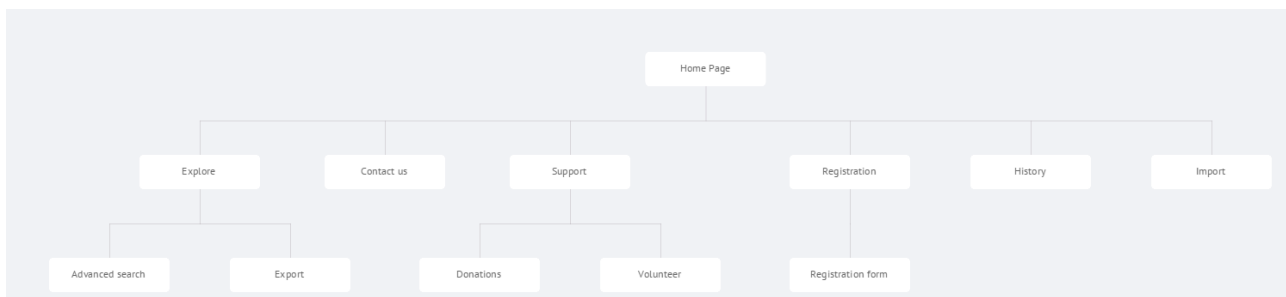 Home Page
Explore
Contact us
Support
Registration
History
Import
Advanced search
Export
Donations
Volunteer
Registration form